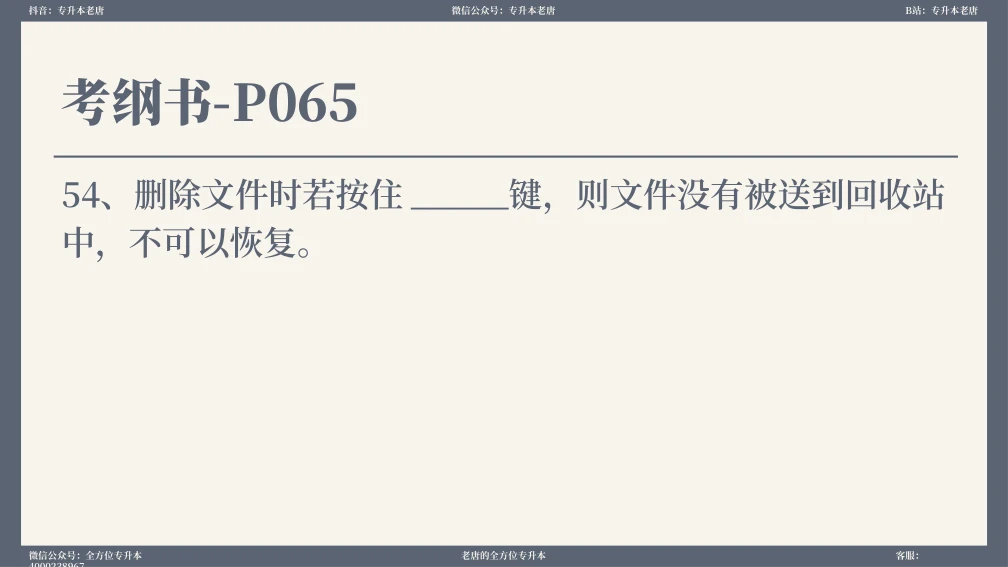 抖音：专升本老唐
微信公众号：专升本老唐
B站：专升本老唐
考纲书-P065
54、删除文件时若按住 ______键，则文件没有被送到回收站
中，不可以恢复。
微信公众号：全方位专升本
老唐的全方位专升本
客服：
4000238967